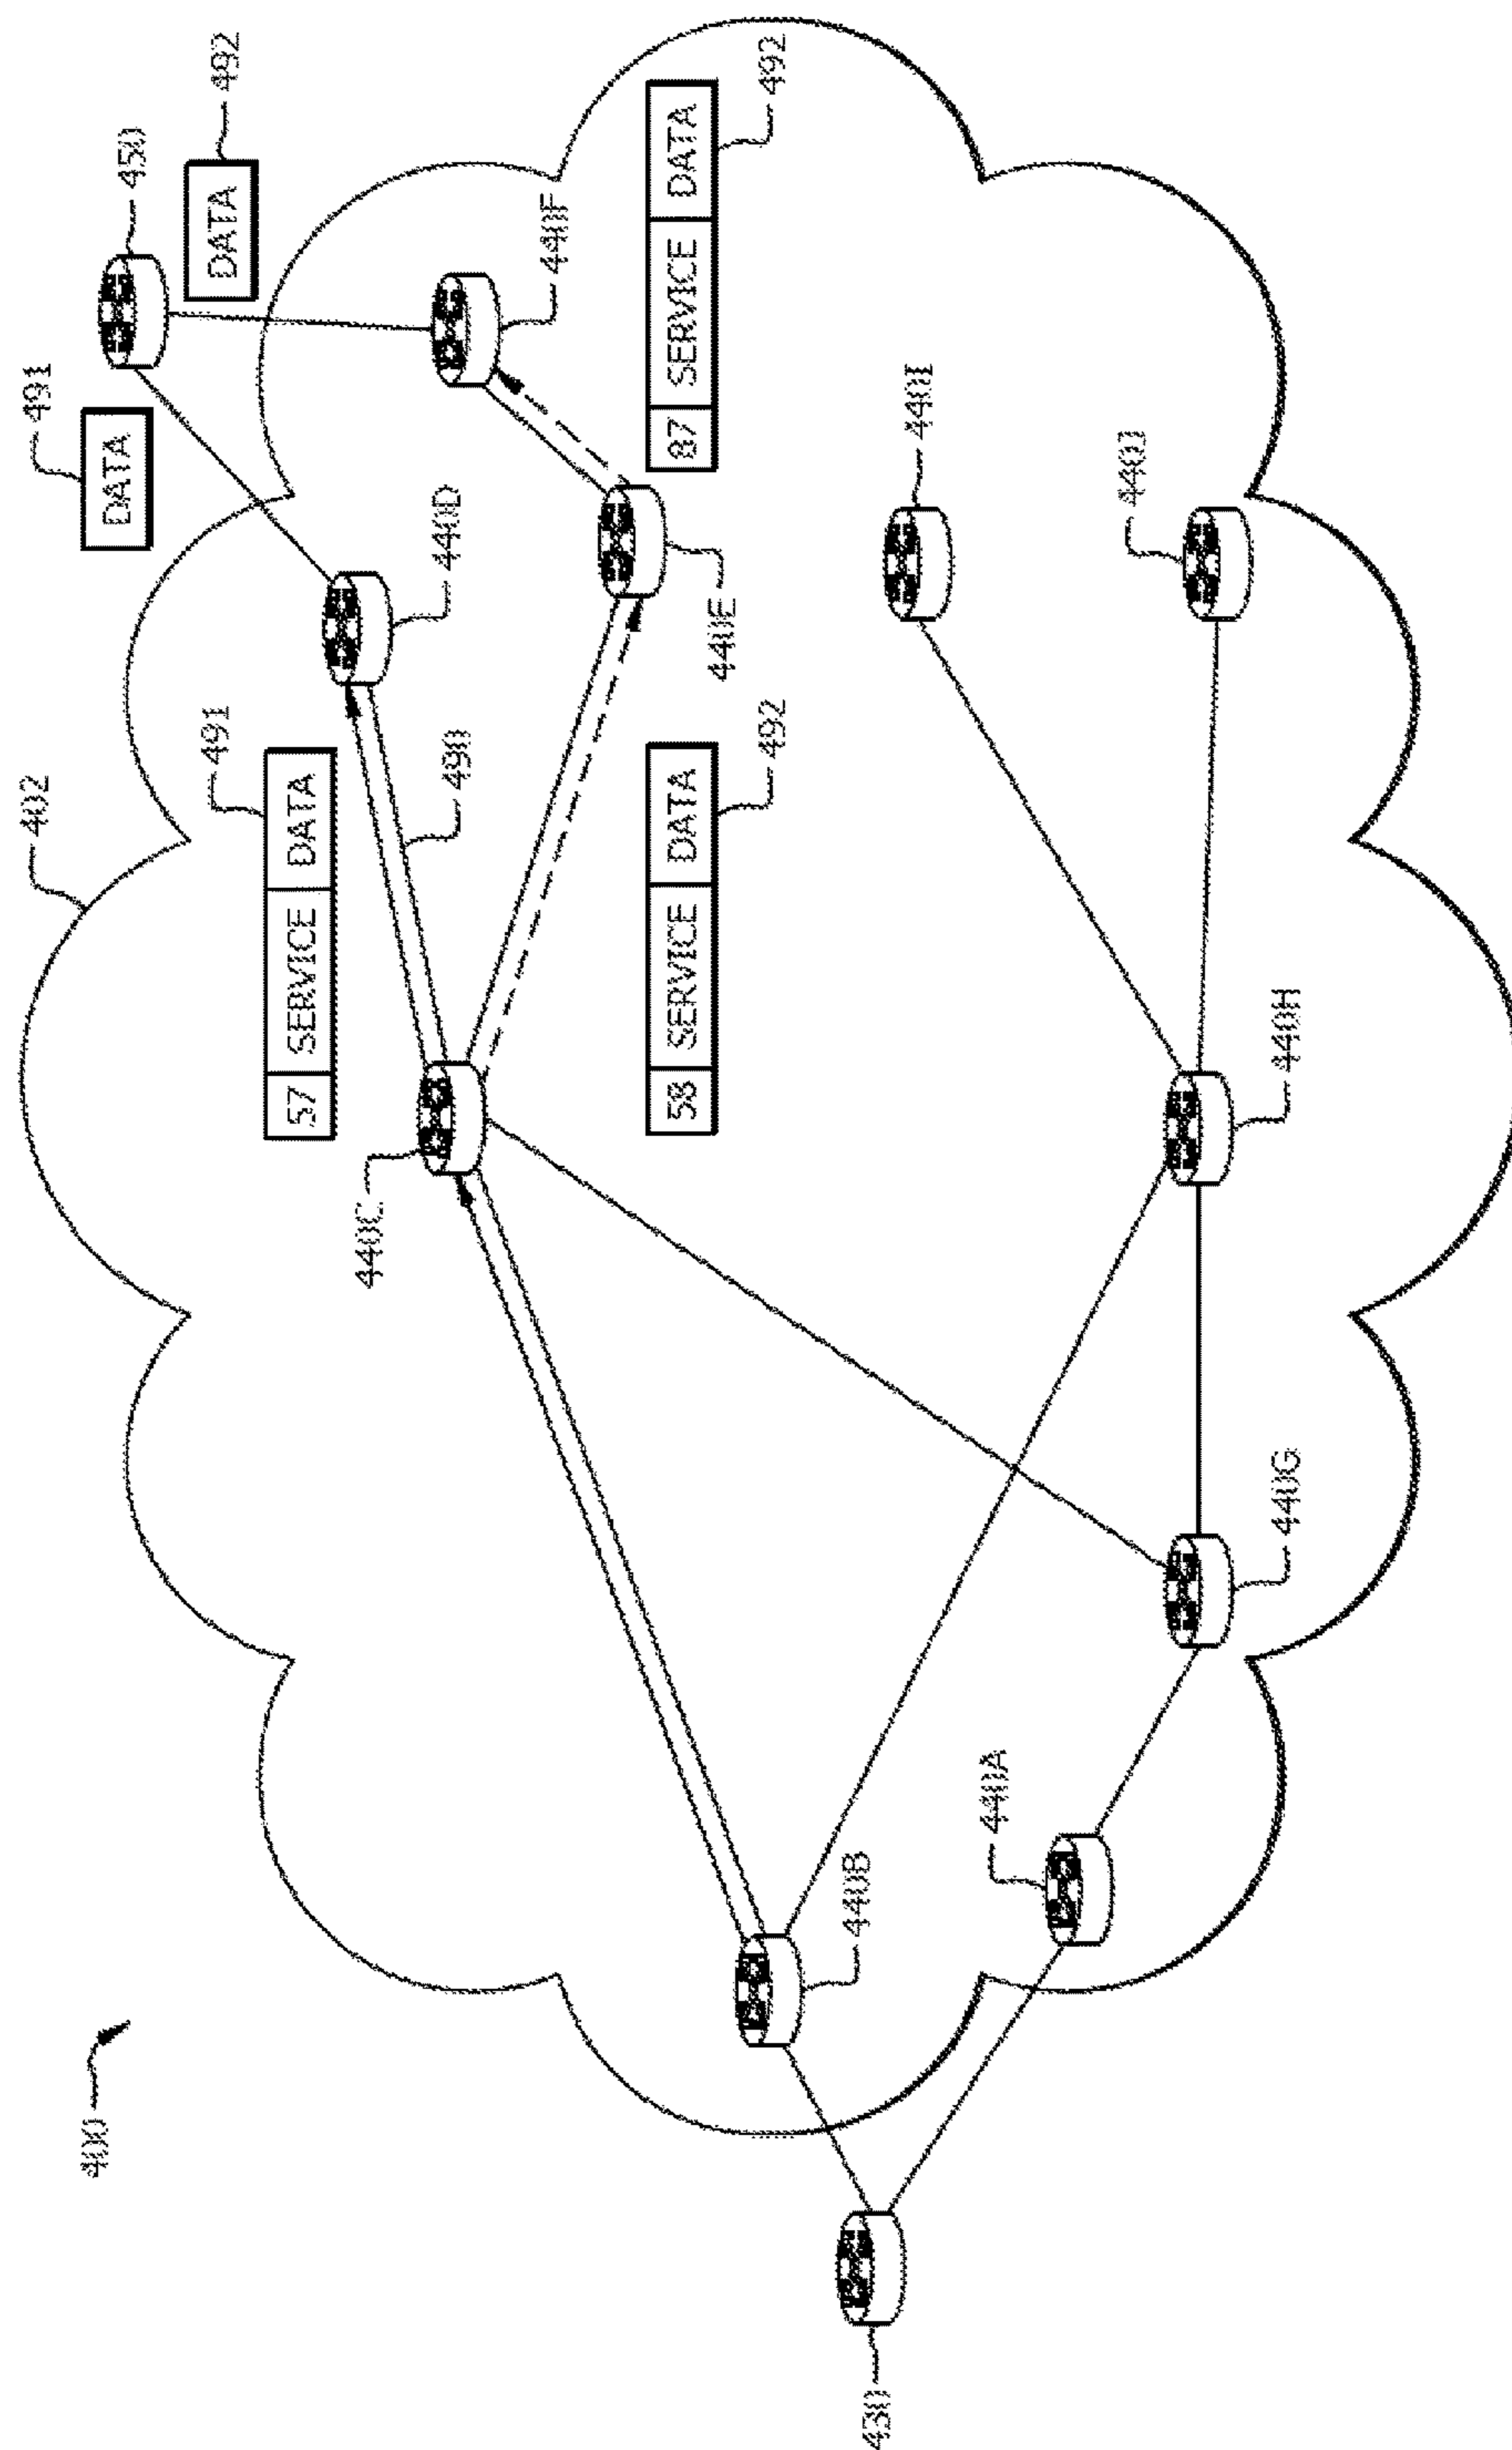 400
402
491
DATA
450
DATA
492
57 SERVICE DATA
491
440D
490
440F
440C
58 SERVICE DATA
492
440E
87 SERVICE DATA
492
430
440B
440A
440G
440H
440I
440J